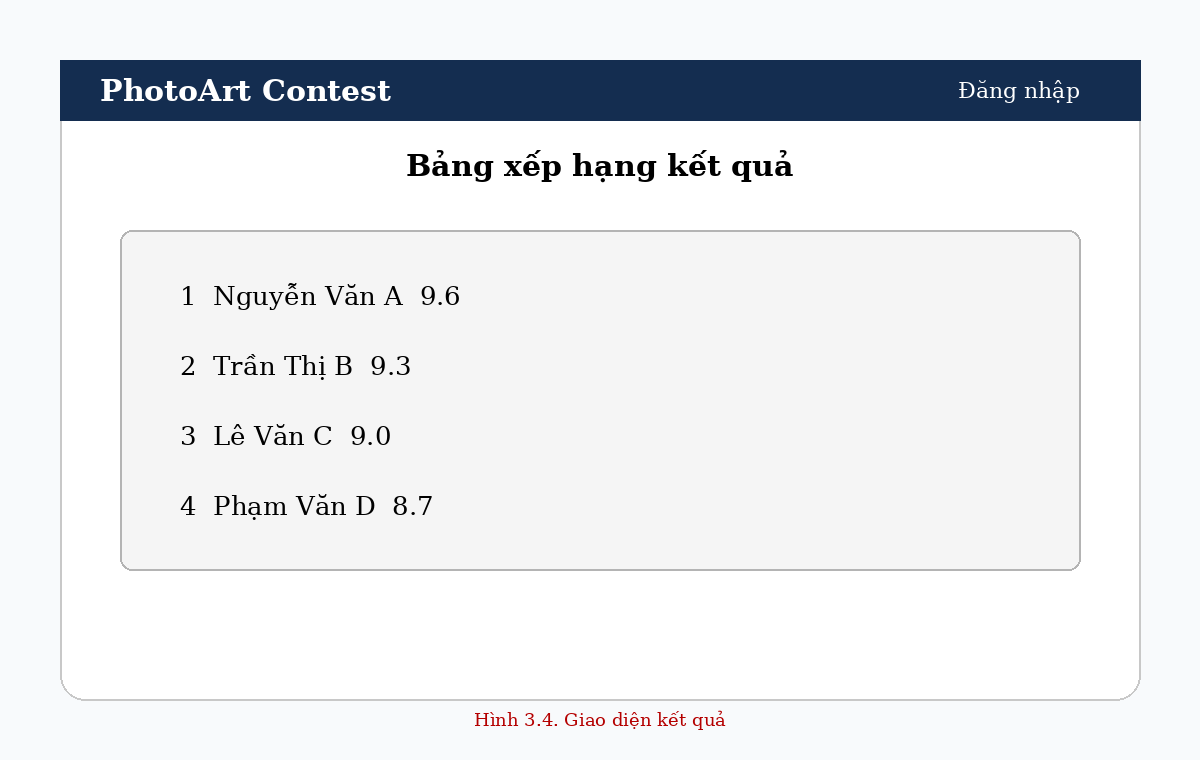 PhotoArt Contest
Đăng nhập
Bảng xếp hạng kết quả
1 Nguyễn Văn A 9.6
2 Trần Thị B 9.3
3 Lê Văn C 9.0
4 Phạm Văn D 8.7
Hình 3.4. Giao diện kết quả